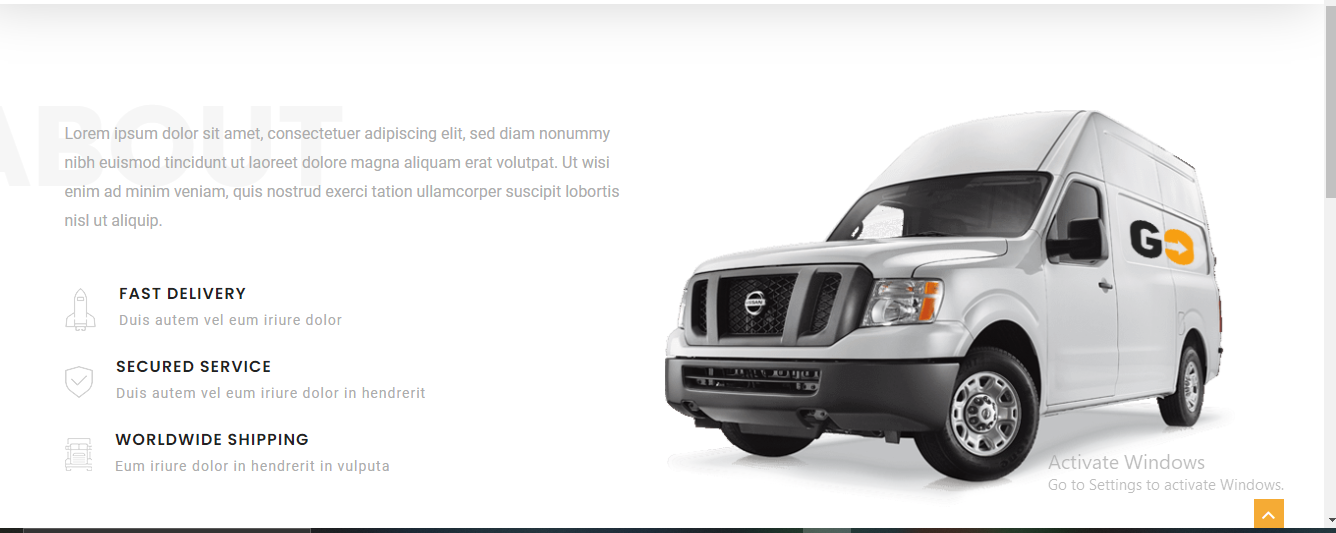 ABOUT
Lorem ipsum dolor sit amet, consectetuer adipiscing elit, sed diam nonummy
nibh euismod tincidunt ut laoreet dolore magna aliquam erat volutpat. Ut wisi
enim ad minim veniam, quis nostrud exerci tation ullamcorper suscipit lobortis
nisl ut aliquip.
FAST DELIVERY
Duis autem vel eum iriure dolor
SECURED SERVICE
Duis autem vel eum iriure dolor in hendrerit
WORLDWIDE SHIPPING
Eum iriure dolor in hendrerit in vulputa
GO
NISSAN
Activate Windows
Go to Settings to activate Windows.